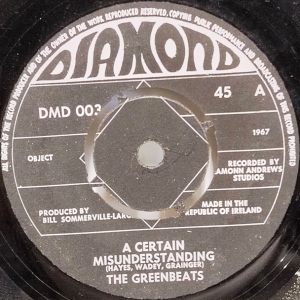 ALL RIGHTS OF THE RECORD PRODUCER AND OF THE OWNER OF THE WORK REPRODUCED RESERVED. COPYING, PUBLIC PERFORMANCE AND BROADCASTING OF THIS RECORD PROHIBITED
DIAMOND
DMD 003
45 A
1967
OBJECT
RECORDED BY
EAMONN ANDREWS
STUDIOS
PRODUCED BY
BILL SOMMERVILLE-LARGE
MADE IN THE
REPUBLIC OF IRELAND
A CERTAIN
MISUNDERSTANDING
(HAYES, WADEY, GRAINGER)
THE GREENBEATS